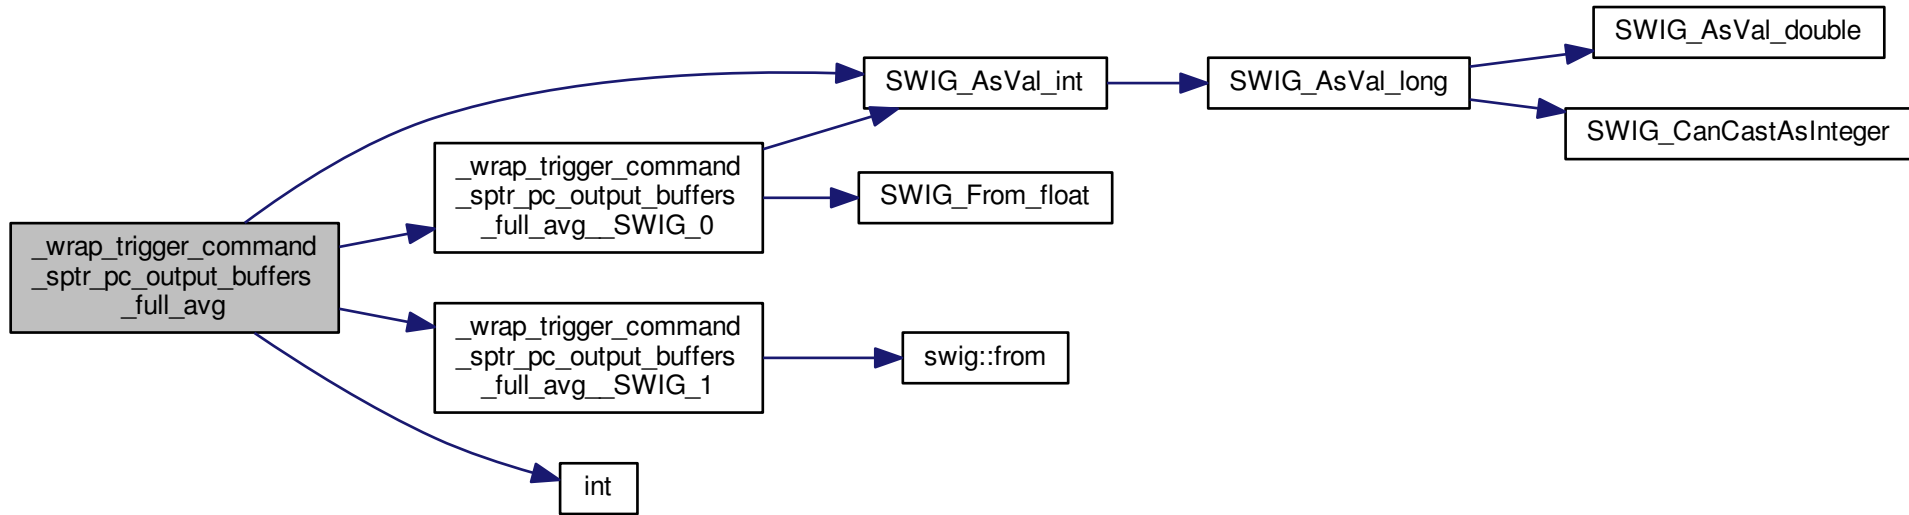 _wrap_trigger_command
_sptr_pc_output_buffers
_full_avg
_wrap_trigger_command
_sptr_pc_output_buffers
_full_avg__SWIG_0
_wrap_trigger_command
_sptr_pc_output_buffers
_full_avg__SWIG_1
int
SWIG_AsVal_int
SWIG_From_float
swig::from
SWIG_AsVal_long
SWIG_AsVal_double
SWIG_CanCastAsInteger